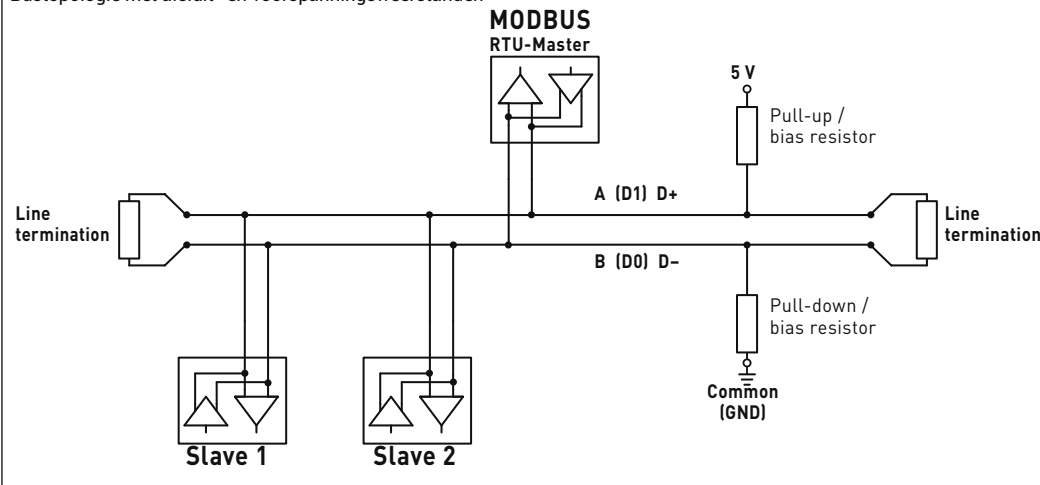 MODBUS
RTU-Master
5 V
Pull-up /
bias resistor
A (D1) D+
Line
termination
Line
termination
B (D0) D–
Pull-down /
bias resistor
Common
(GND)
Slave 1
Slave 2